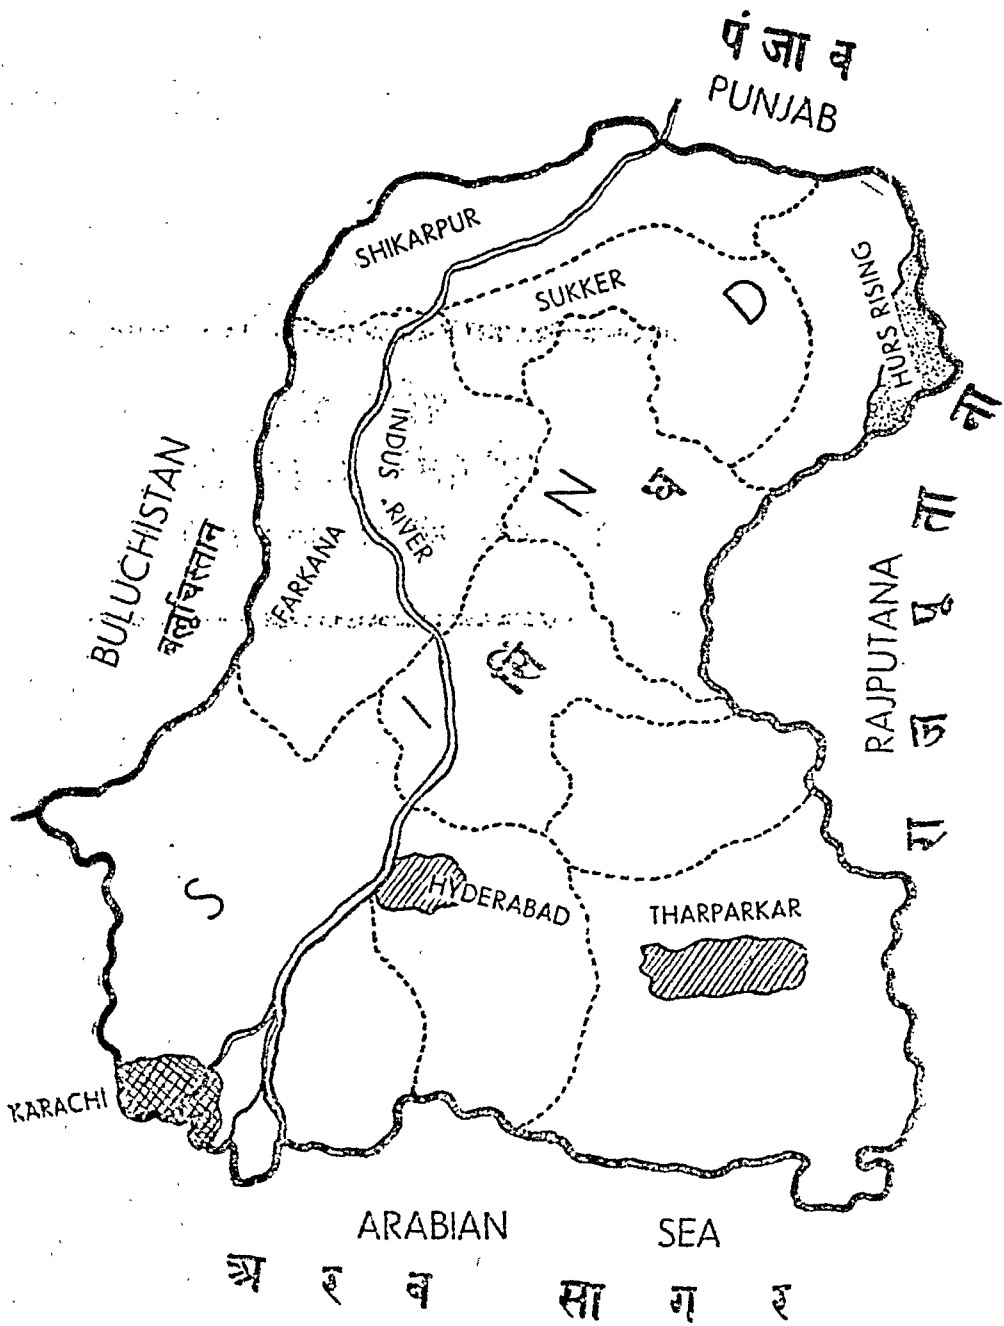 पंजाब
PUNJAB
SHIKARPUR
SUKKER
HURS RISING
SIND
सिंध
INDUS RIVER
BULUCHISTAN
बलूचिस्तान
FARKANA
RAJPUTANA
राजपुताना
HYDERABAD
THARPARKAR
KARACHI
ARABIAN SEA
अरब सागर